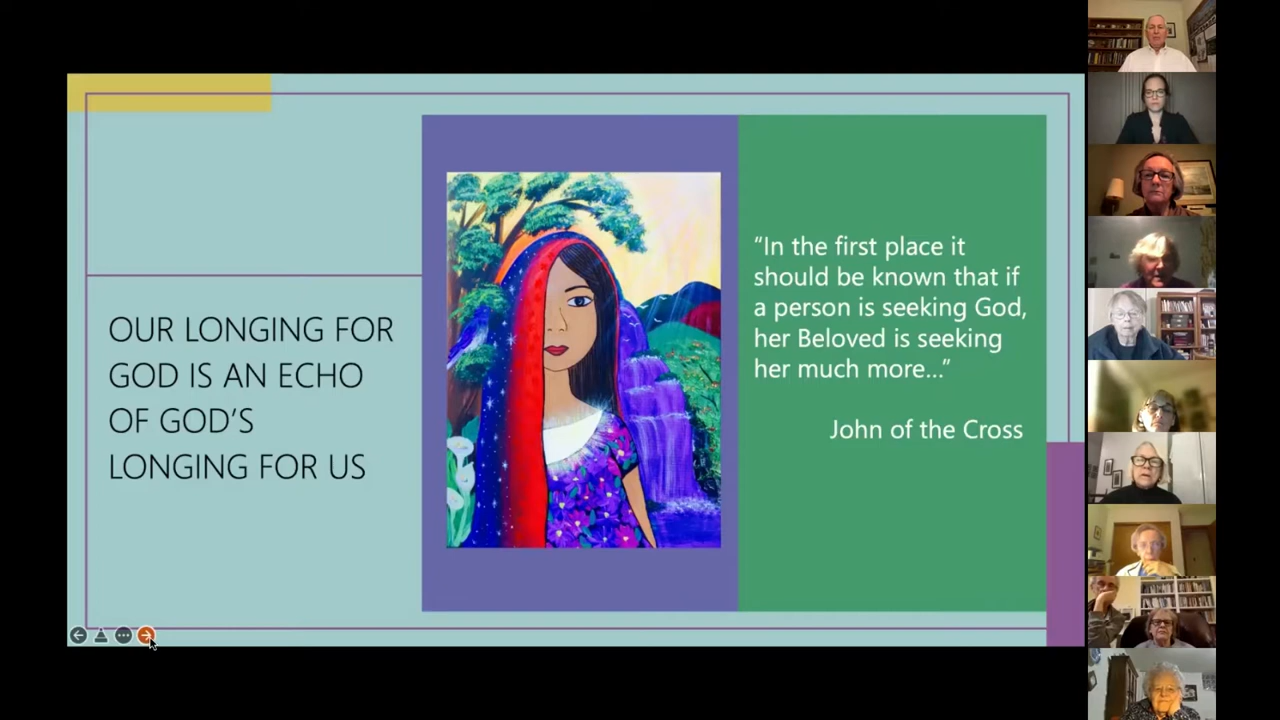 OUR LONGING FOR
GOD IS AN ECHO
OF GOD'S
LONGING FOR US
“In the first place it
should be known that if
a person is seeking God,
her Beloved is seeking
her much more…”
John of the Cross